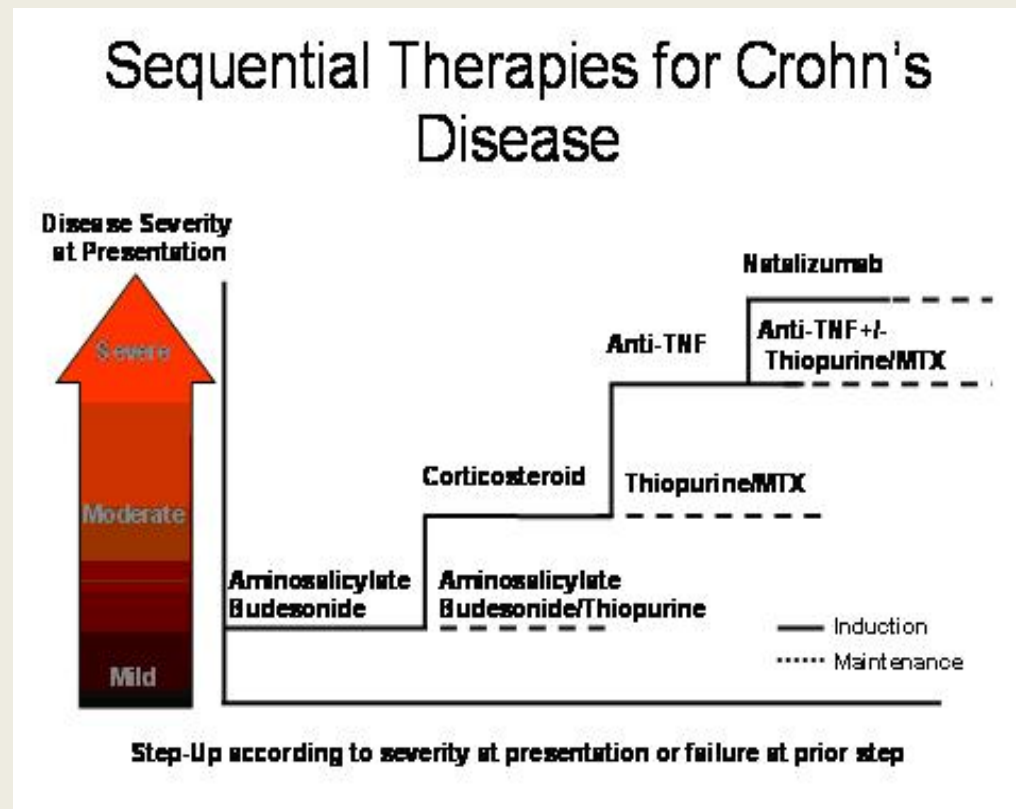 Sequential Therapies for Crohn's
Disease
Disease Severity
at Presentation
Severe
Moderate
Mild
Natalizumab
Anti-TNF
Anti-TNF+/-
Thiopurine/MTX
Corticosteroid
Thiopurine/MTX
Aminosalicylate
Budesonide
Aminosalicylate
Budesonide/Thiopurine
Induction
Maintenance
Step-Up according to severity at presentation or failure at prior step